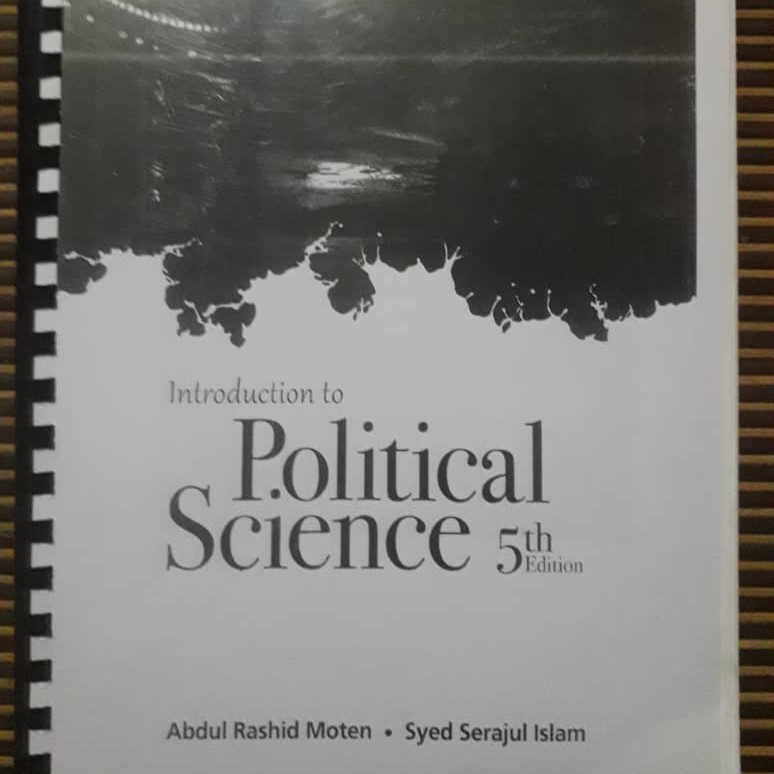 Introduction to
Political
Science 5th
Edition
Abdul Rashid Moten • Syed Serajul Islam